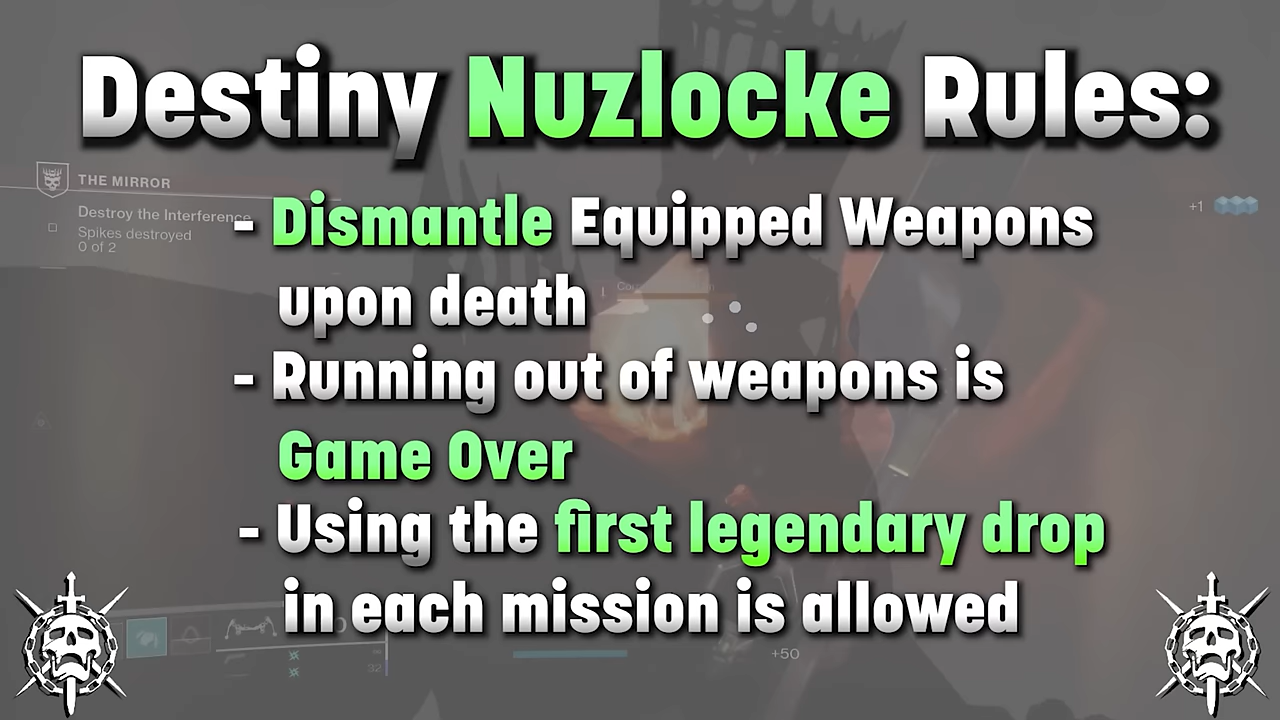 Destiny Nuzlocke Rules:
THE MIRROR
Destroy the Interference
Spikes destroyed
0 of 2
+1
- Dismantle Equipped Weapons
upon death
- Running out of weapons is
Game Over
- Using the first legendary drop
in each mission is allowed
+50
32